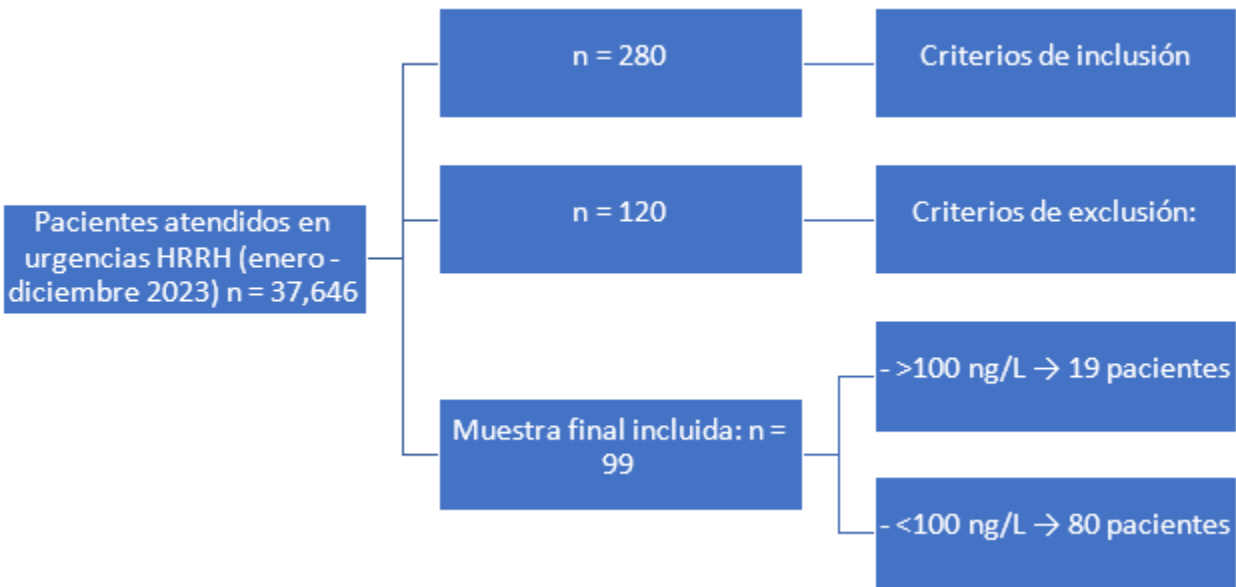 n = 280
Criterios de inclusión
n = 120
Criterios de exclusión:
Pacientes atendidos en
urgencias HRRH (enero -
diciembre 2023) n = 37,646
Muestra final incluida: n =
99
- >100 ng/L → 19 pacientes
- <100 ng/L → 80 pacientes